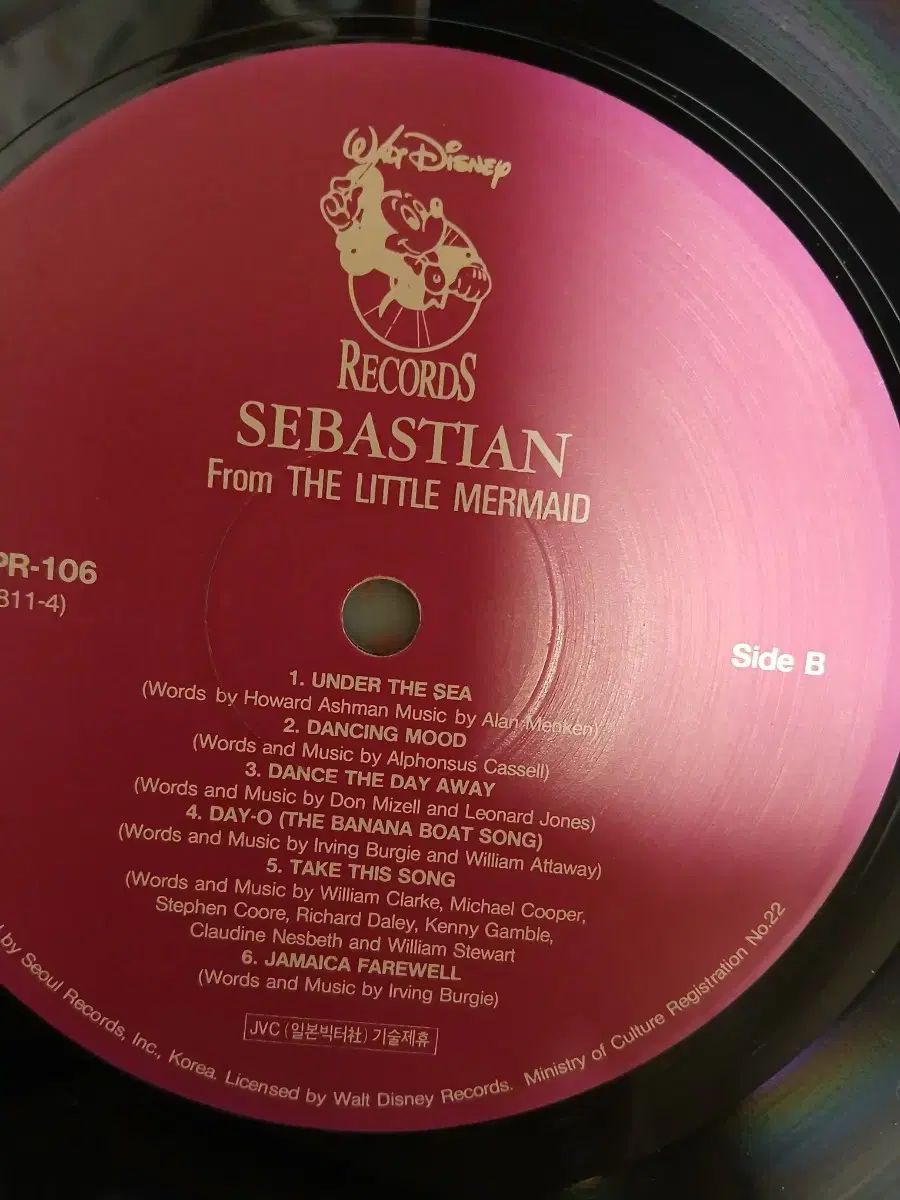 WALT DISNEY
RECORDS
SEBASTIAN
From THE LITTLE MERMAID
PR-106
811-4)
Side B
1. UNDER THE SEA
(Words by Howard Ashman Music by Alan Menken)
2. DANCING MOOD
(Words and Music by Alphonsus Cassell)
3. DANCE THE DAY AWAY
(Words and Music by Don Mizell and Leonard Jones)
4. DAY-O (THE BANANA BOAT SONG)
(Words and Music by Irving Burgie and William Attaway)
5. TAKE THIS SONG
(Words and Music by William Clarke, Michael Cooper,
Stephen Coore, Richard Daley, Kenny Gamble,
Claudine Nesbeth and William Stewart
6. JAMAICA FAREWELL
(Words and Music by Irving Burgie)
JVC (일본빅터社) 기술제휴
by Seoul Records, Inc., Korea. Licensed by Walt Disney Records. Ministry of Culture Registration No.22